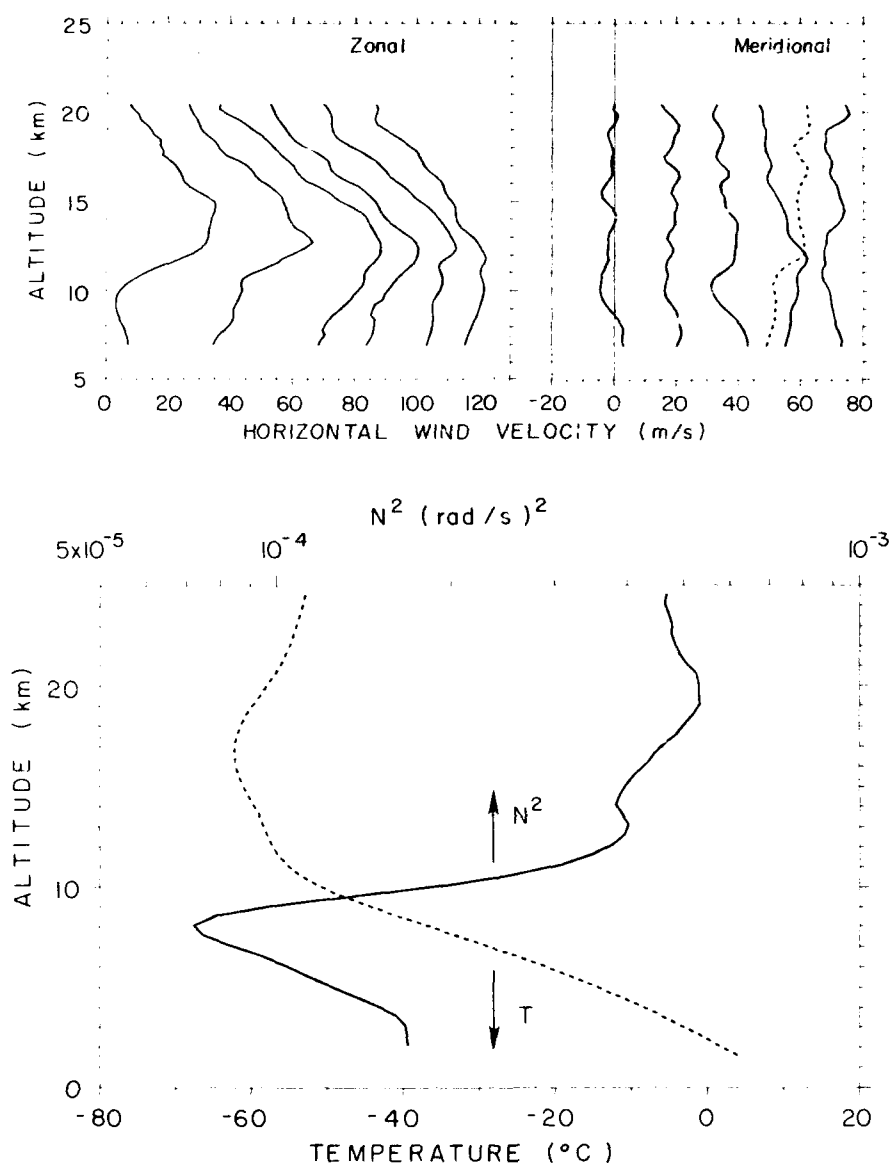 Zonal
Meridional
25
20
15
10
5
ALTITUDE (km)
0 20 40 60 80 100 120 -20 0 20 40 60 80
HORIZONTAL WIND VELOCITY (m/s)
N² (rad/s)²
5x10⁻⁵ 10⁻⁴ 10⁻³
20
10
0
ALTITUDE (km)
N²
T
-80 -60 -40 -20 0 20
TEMPERATURE (°C)